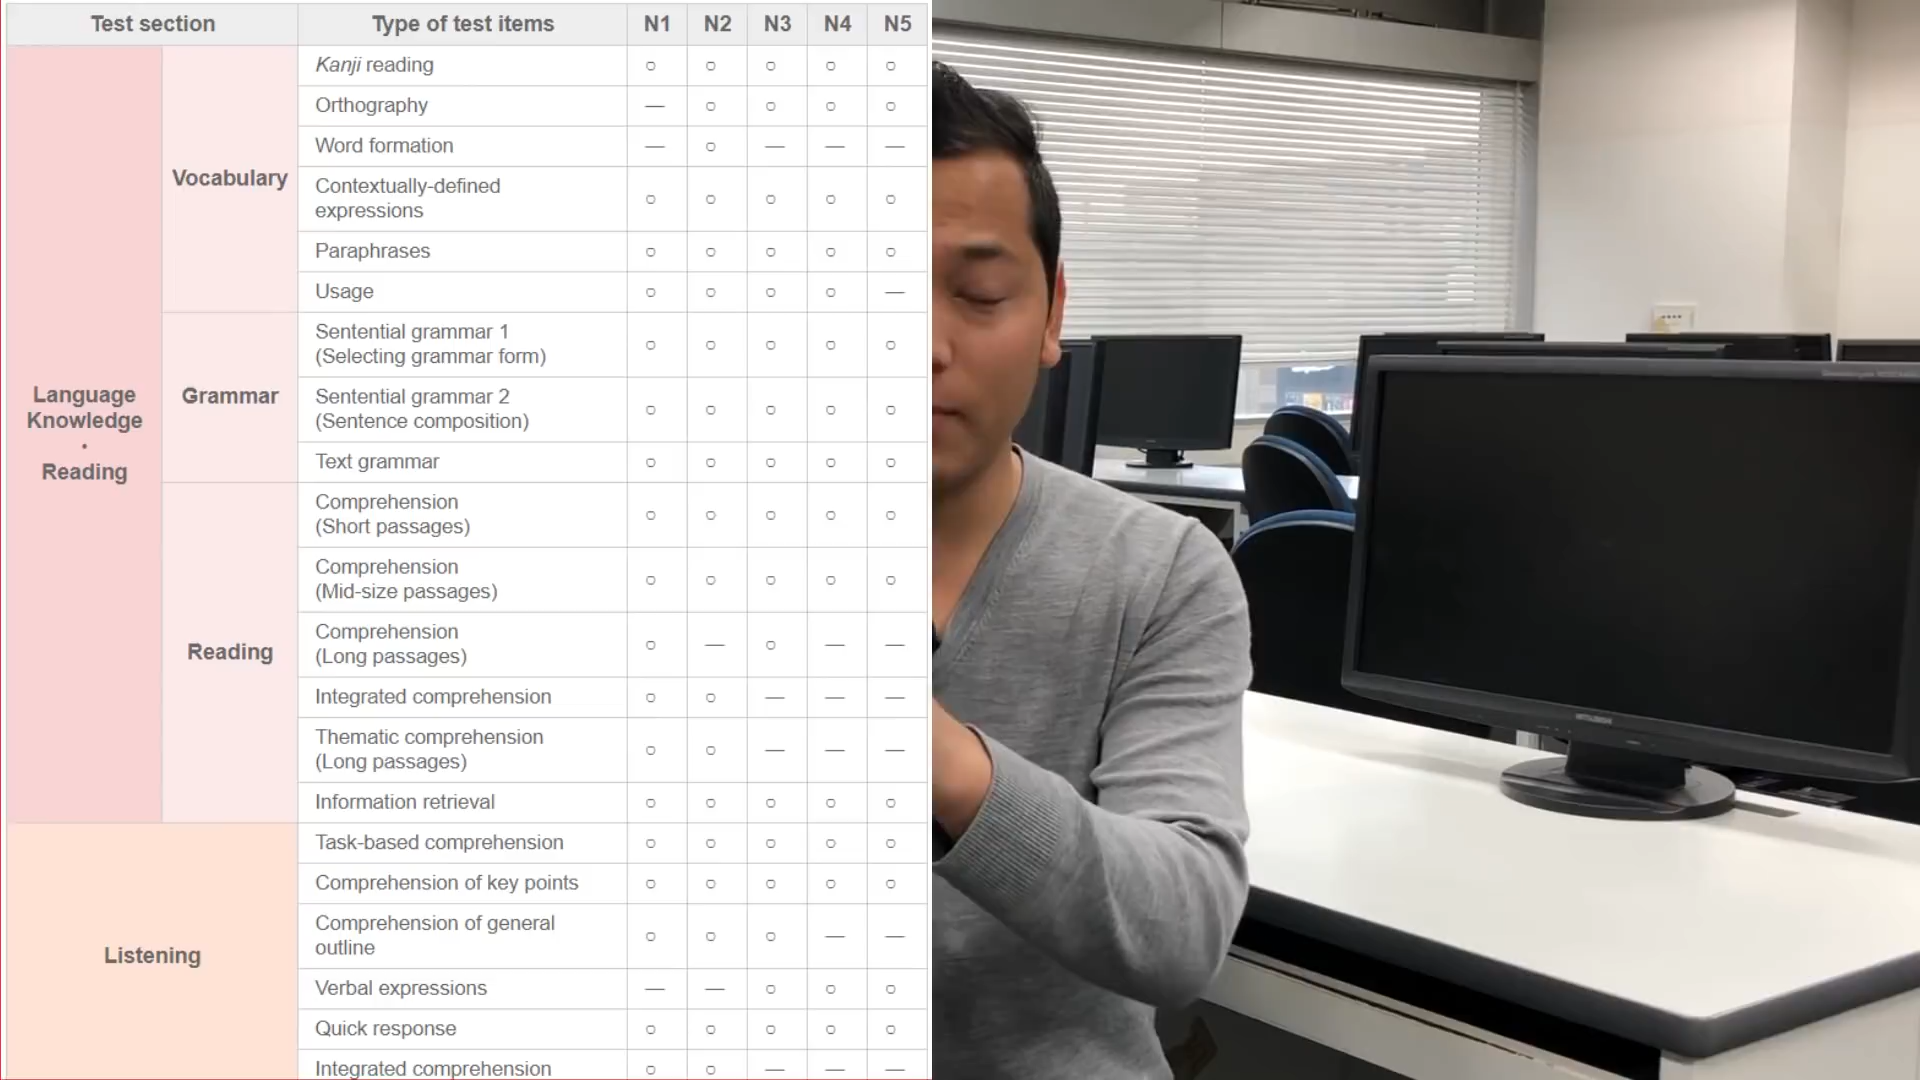 Test section Type of test items N1 N2 N3 N4 N5
Language
Knowledge
・
Reading
Vocabulary
Kanji reading ○ ○ ○ ○ ○
Orthography — ○ ○ ○ ○
Word formation — ○ — — —
Contextually-defined
expressions ○ ○ ○ ○ ○
Paraphrases ○ ○ ○ ○ ○
Usage ○ ○ ○ ○ —
Grammar
Sentential grammar 1
(Selecting grammar form) ○ ○ ○ ○ ○
Sentential grammar 2
(Sentence composition) ○ ○ ○ ○ ○
Text grammar ○ ○ ○ ○ ○
Reading
Comprehension
(Short passages) ○ ○ ○ ○ ○
Comprehension
(Mid-size passages) ○ ○ ○ ○ ○
Comprehension
(Long passages) ○ — ○ — —
Integrated comprehension ○ ○ — — —
Thematic comprehension
(Long passages) ○ ○ — — —
Information retrieval ○ ○ ○ ○ ○
Listening
Task-based comprehension ○ ○ ○ ○ ○
Comprehension of key points ○ ○ ○ ○ ○
Comprehension of general
outline ○ ○ ○ — —
Verbal expressions — — ○ ○ ○
Quick response ○ ○ ○ ○ ○
Integrated comprehension ○ ○ — — —
MITSUBISHI